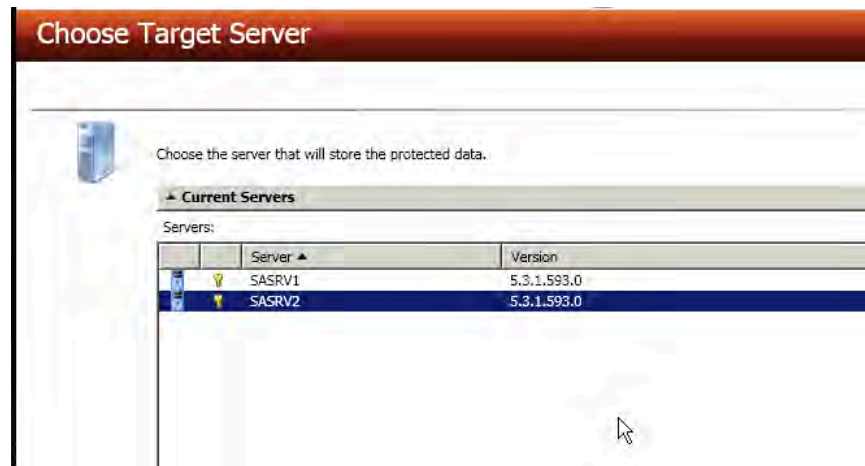 Choose Target Server
Choose the server that will store the protected data.
Current Servers
Servers:
Server Version
SASRV1 5.3.1.593.0
SASRV2 5.3.1.593.0